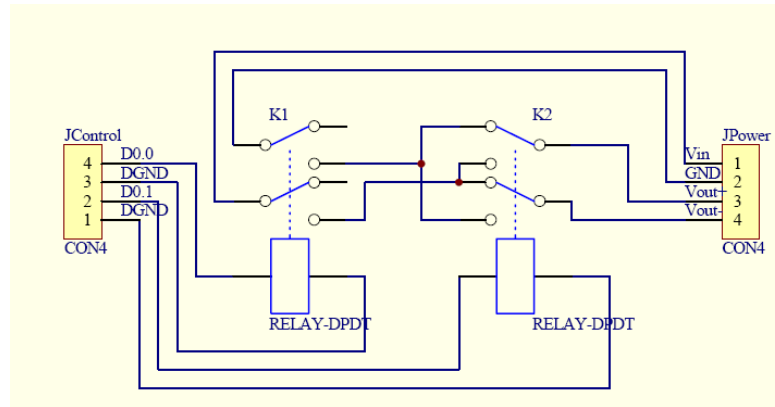 K1
K2
JControl
JPower
4
D0.0
3
DGND
2
D0.1
1
DGND
CON4
Vin
1
GND
2
Vout+
3
Vout-
4
CON4
RELAY-DPDT
RELAY-DPDT